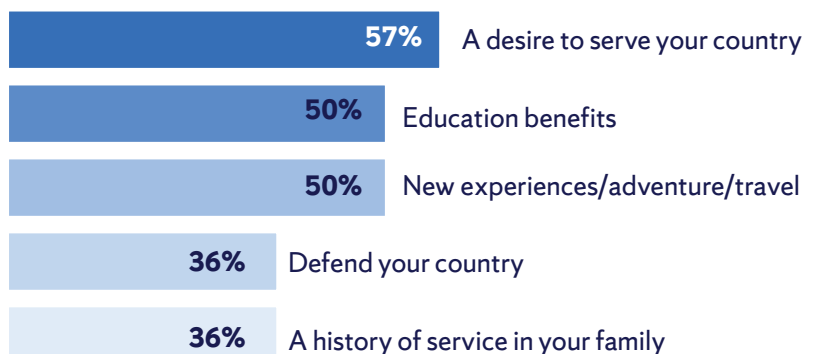 57% A desire to serve your country
50% Education benefits
50% New experiences/adventure/travel
36% Defend your country
36% A history of service in your family